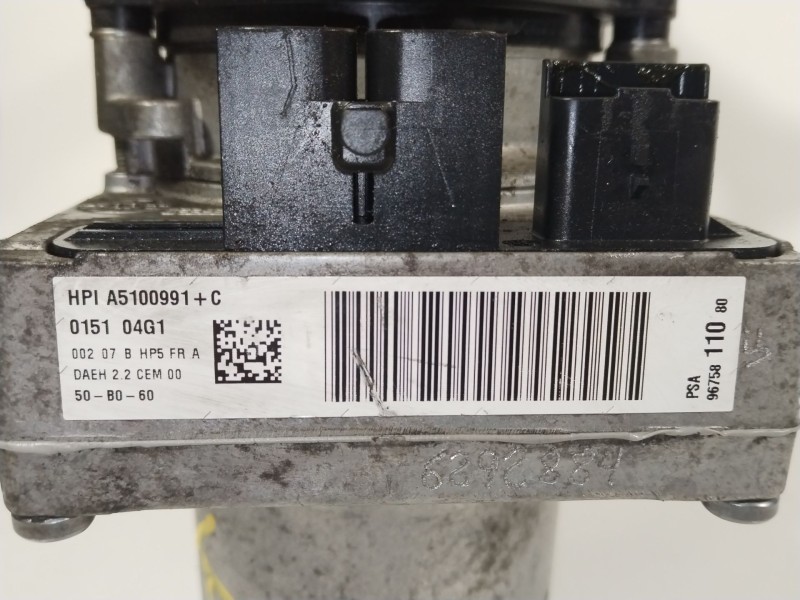 HPI A5100991+C
0151 04G1
002 07 B HP5 FR A
DAEH 2.2 CEM 00
50-B0-60
PSA
96758 110 80